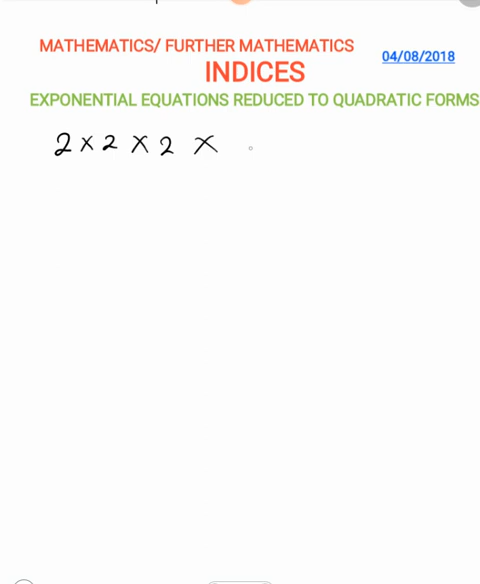 MATHEMATICS/ FURTHER MATHEMATICS
04/08/2018
INDICES
EXPONENTIAL EQUATIONS REDUCED TO QUADRATIC FORMS
2 × 2 × 2 ×